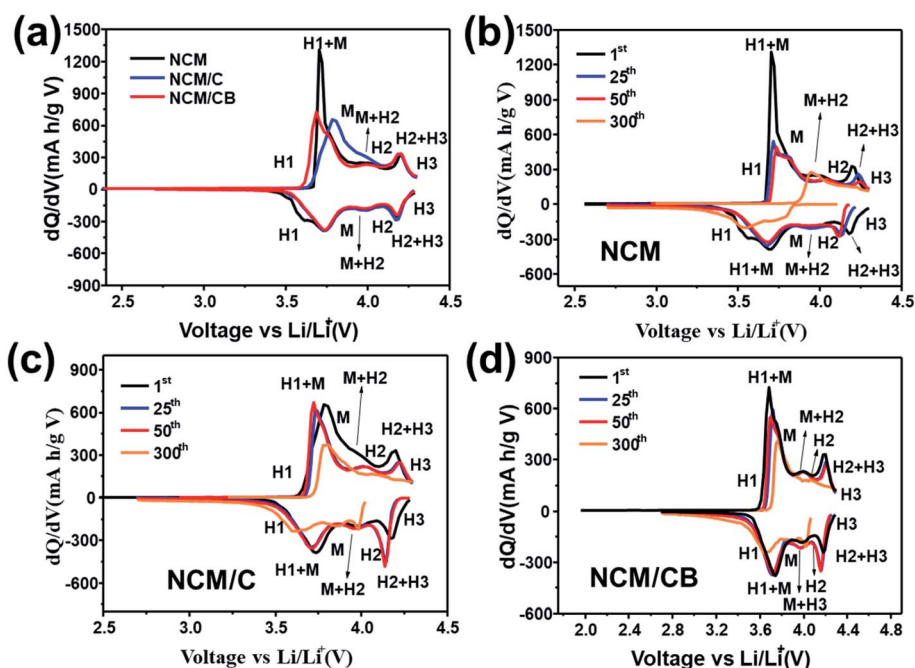 (a)
dQ/dV(mA h/g V)
1500
1200
900
600
300
0
-300
-600
-900
NCM
NCM/C
NCM/CB
H1+M
M
M+H2
H1
H2
H2+H3
H3
H1
M
H2
H3
H2+H3
M+H2
2.5 3.0 3.5 4.0 4.5
Voltage vs Li/Li+(V)
(b)
dQ/dV(mA h/g V)
1500
1200
900
600
300
0
-300
-600
1st
25th
50th
300th
H1+M
M+H2
M
H2+H3
H1
H2
H3
H1
M
H2
H3
NCM
H1+M
M+H2
H2+H3
2.5 3.0 3.5 4.0 4.5
Voltage vs Li/Li+(V)
(c)
dQ/dV(mA h/g V)
900
600
300
0
-300
-600
-900
1st
25th
50th
300th
H1+M
M+H2
M
H2+H3
H2
H1
H3
H1
M
H2
H3
H1+M
M+H2
H2+H3
NCM/C
2.5 3.0 3.5 4.0 4.5
Voltage vs Li/Li+(V)
(d)
dQ/dV(mA h/g V)
900
600
300
0
-300
-600
1st
25th
50th
300th
H1+M
M+H2
M
H2
H2+H3
H1
H3
H1
M
H3
H2+H3
NCM/CB
H1+M
H2
M+H3
2.0 2.4 2.8 3.2 3.6 4.0 4.4 4.8
Voltage vs Li/Li+(V)